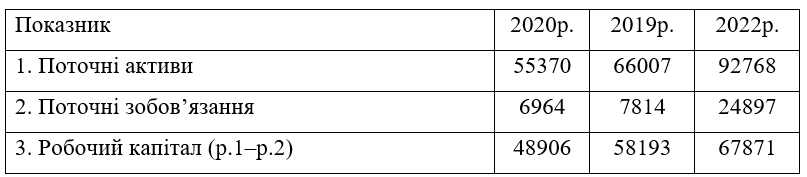 Показник 2020р. 2019р. 2022р.
1. Поточні активи 55370 66007 92768
2. Поточні зобов’язання 6964 7814 24897
3. Робочий капітал (р.1–р.2) 48906 58193 67871